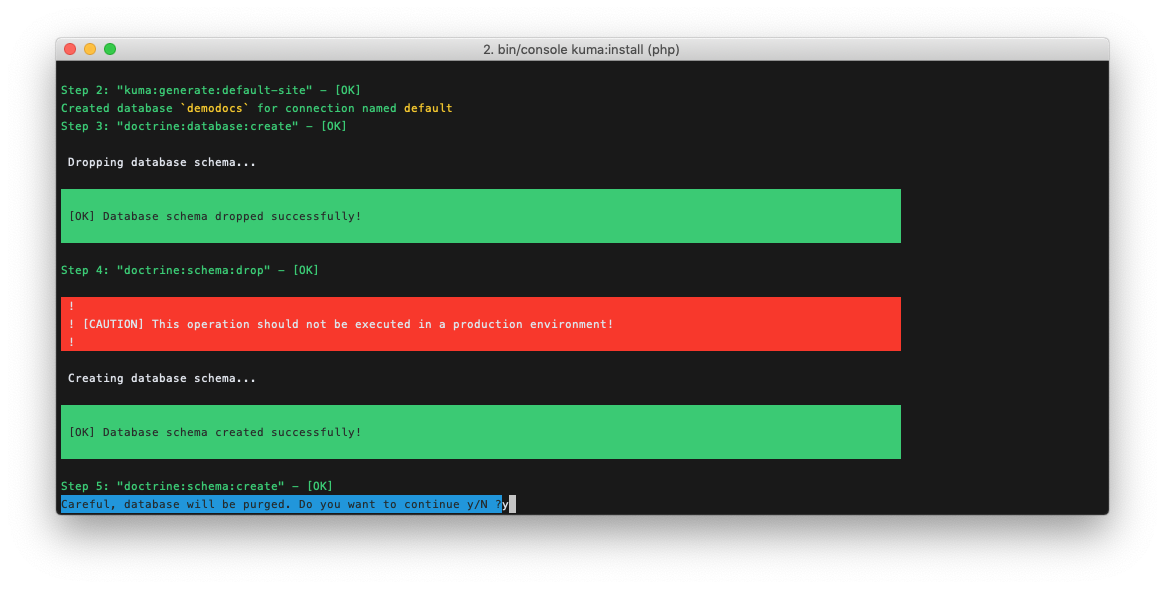 2. bin/console kuma:install (php)
Step 2: "kuma:generate:default-site" - [OK]
Created database `demodocs` for connection named default
Step 3: "doctrine:database:create" - [OK]
Dropping database schema...
[OK] Database schema dropped successfully!
Step 4: "doctrine:schema:drop" - [OK]
!
! [CAUTION] This operation should not be executed in a production environment!
!
Creating database schema...
[OK] Database schema created successfully!
Step 5: "doctrine:schema:create" - [OK]
Careful, database will be purged. Do you want to continue y/N ?y